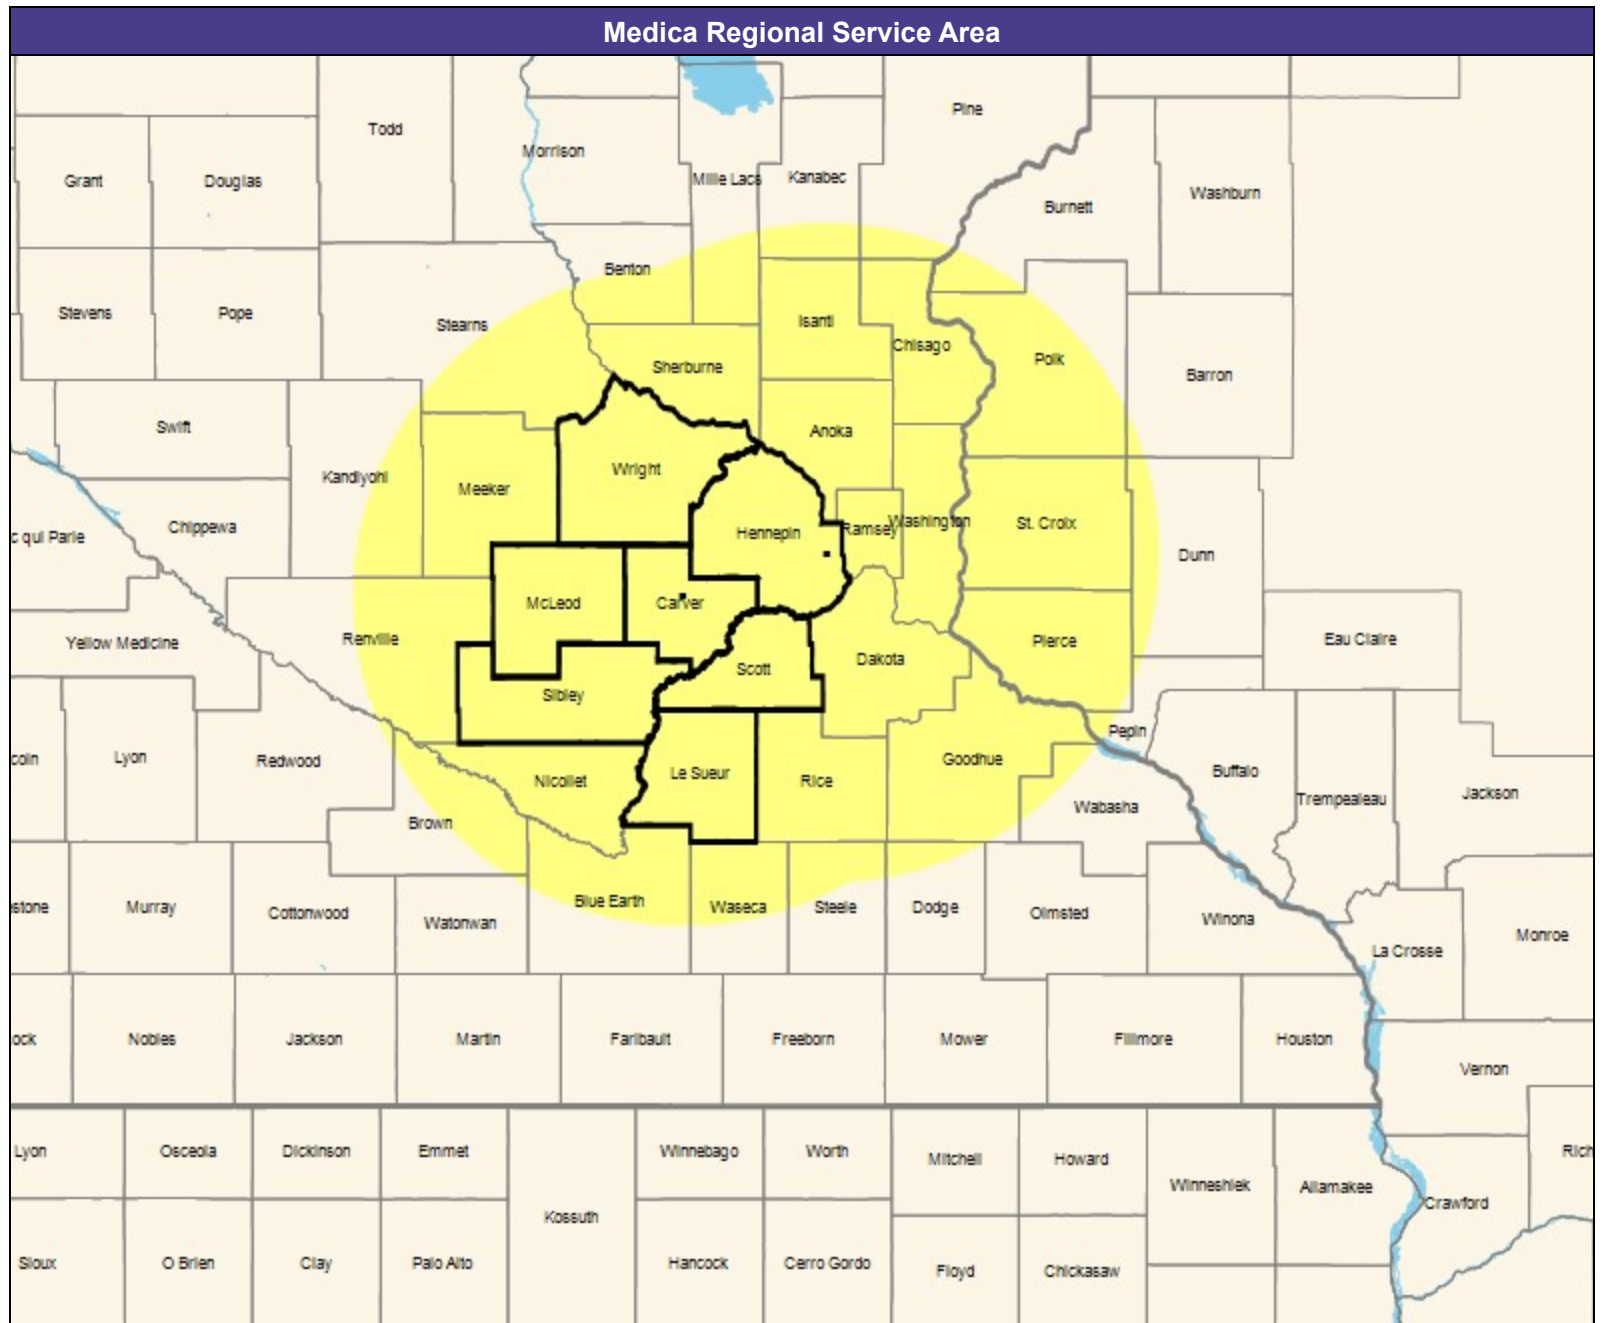 Medica Regional Service Area
Pine
Todd
Morrison
Mille Lacs
Kanabec
Grant
Douglas
Washburn
Burnett
Benton
Stevens
Pope
Stearns
Isanti
Chisago
Sherburne
Polk
Barron
Swift
Anoka
Wright
Kandiyohi
Meeker
Chippewa
Hennepin
Ramsey
Washington
St. Croix
c qui Parle
Dunn
McLeod
Carver
Yellow Medicine
Renville
Scott
Dakota
Pierce
Eau Claire
Sibley
Pepin
coln
Lyon
Redwood
Nicollet
Le Sueur
Rice
Goodhue
Buffalo
Trempealeau
Jackson
Wabasha
Brown
stone
Murray
Cottonwood
Watonwan
Blue Earth
Waseca
Steele
Dodge
Olmsted
Winona
La Crosse
Monroe
ock
Nobles
Jackson
Martin
Faribault
Freeborn
Mower
Fillmore
Houston
Vernon
Lyon
Osceola
Dickinson
Emmet
Winnebago
Worth
Mitchell
Howard
Rich
Winneshiek
Allamakee
Crawford
Kossuth
Sioux
O Brien
Clay
Palo Alto
Hancock
Cerro Gordo
Floyd
Chickasaw